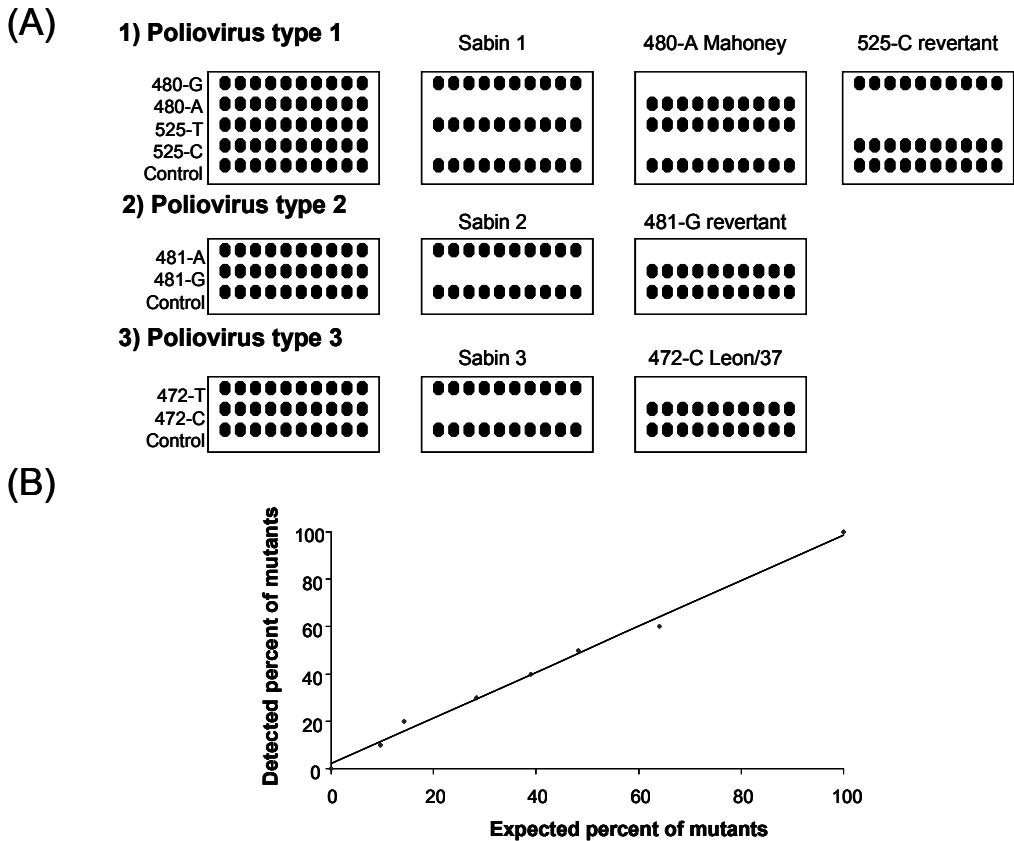 (A)
1) Poliovirus type 1
Sabin 1
480-A Mahoney
525-C revertant
480-G
480-A
525-T
525-C
Control
2) Poliovirus type 2
Sabin 2
481-G revertant
481-A
481-G
Control
3) Poliovirus type 3
Sabin 3
472-C Leon/37
472-T
472-C
Control
(B)
Detected percent of mutants
100
80
60
40
20
0
0 20 40 60 80 100
Expected percent of mutants